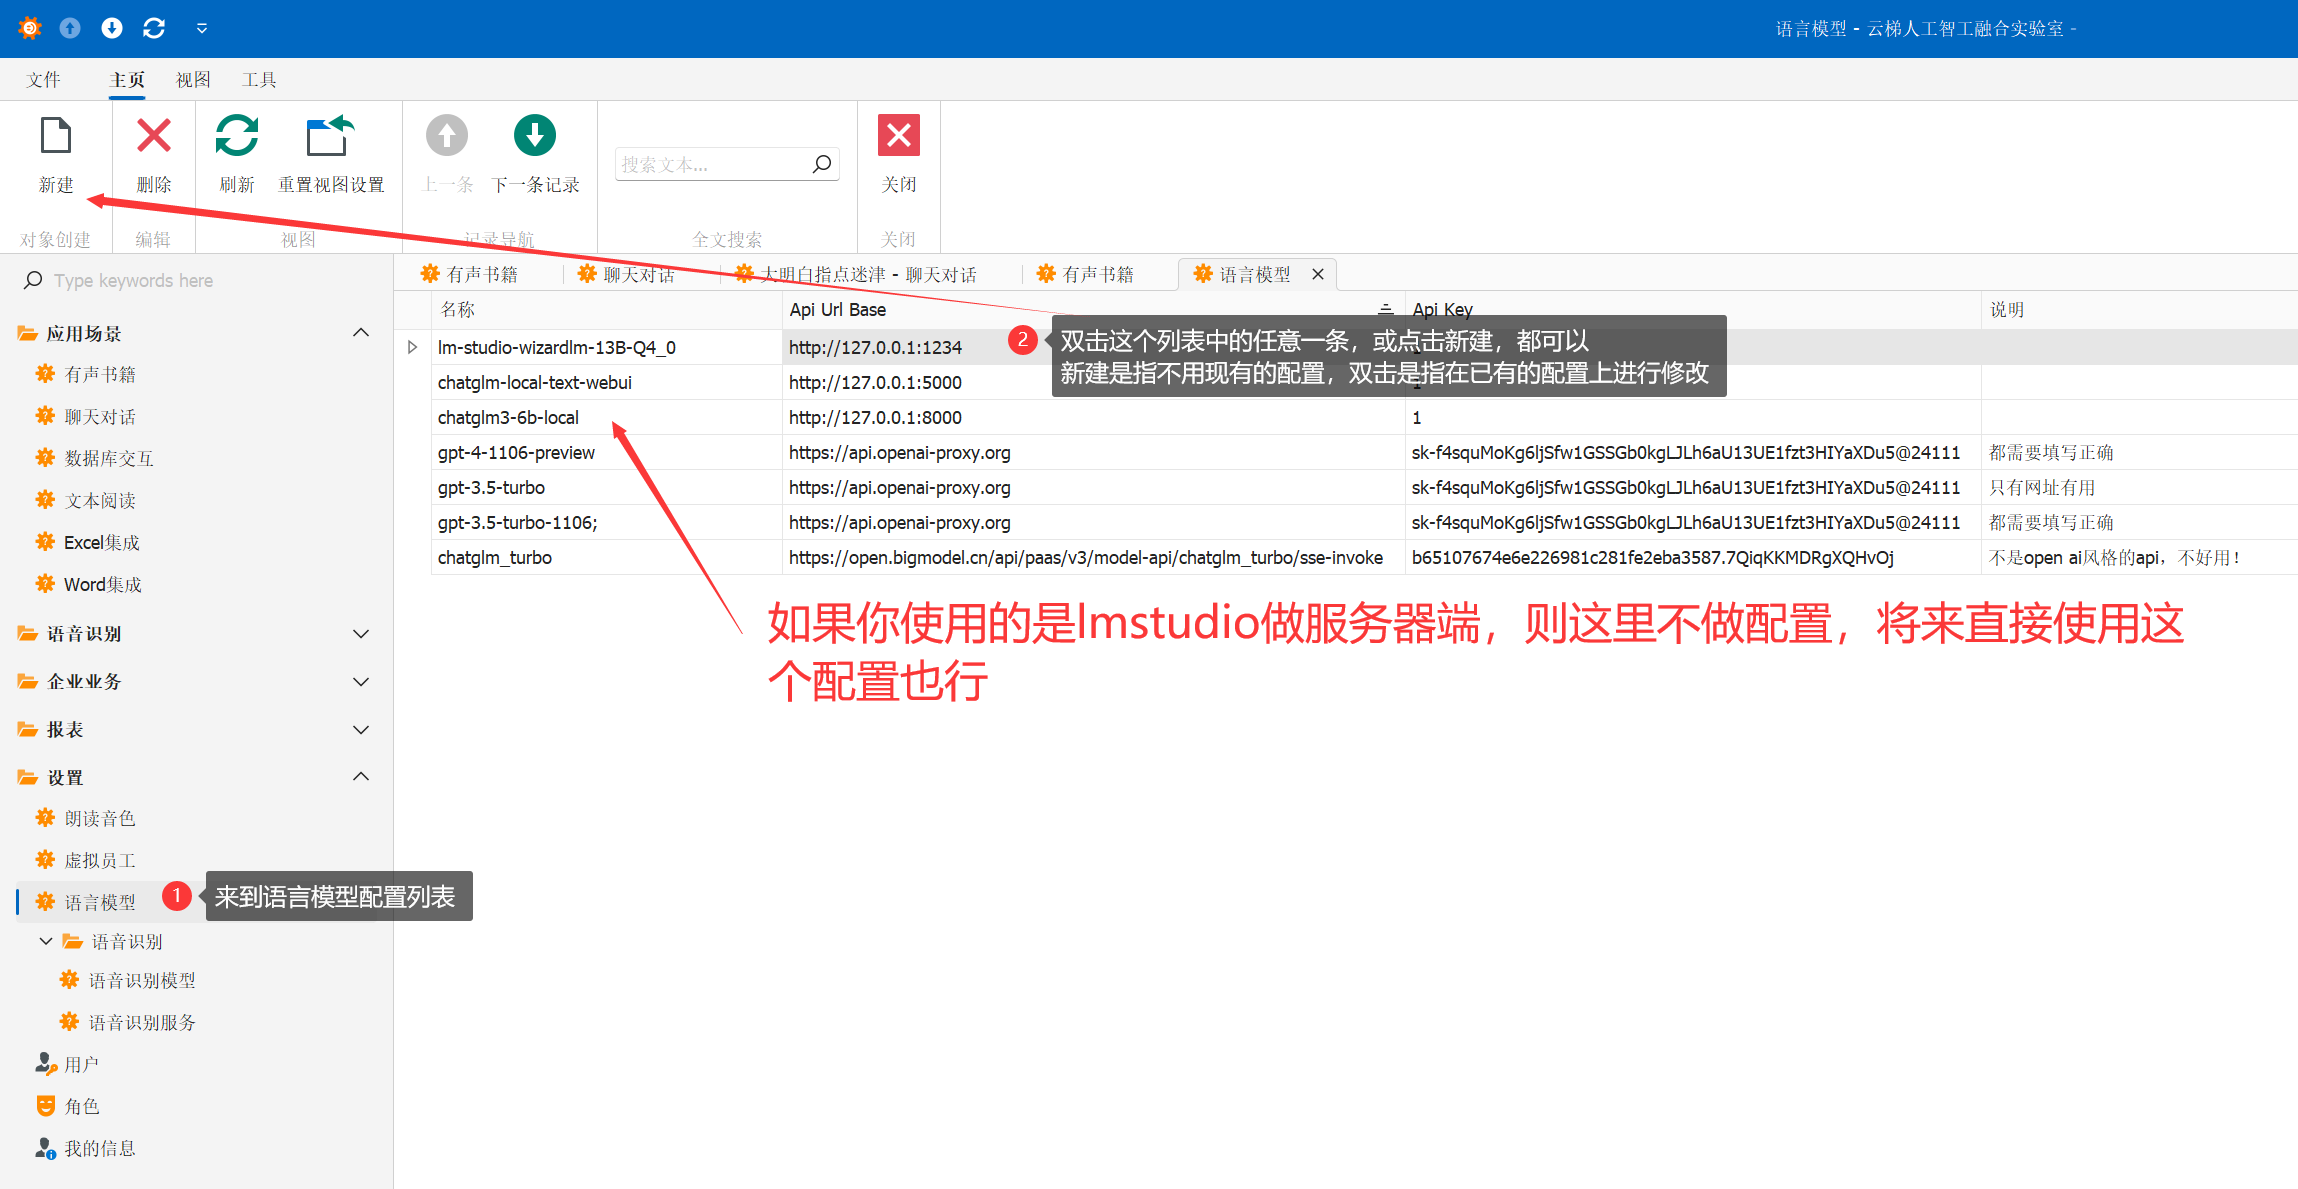 语言模型 - 云梯人工智工融合实验室 -
文件 主页 视图 工具
新建 删除 刷新 重置视图设置 上一条 下一条记录 搜索文本... 关闭
对象创建 编辑 视图 记录导航 全文搜索 关闭
Type keywords here
应用场景
有声书籍
聊天对话
数据库交互
文本阅读
Excel集成
Word集成
语音识别
企业业务
报表
设置
朗读音色
虚拟员工
语言模型
1 来到语言模型配置列表
语音识别
语音识别模型
语音识别服务
用户
角色
我的信息
有声书籍 聊天对话 大明白指点迷津 - 聊天对话 有声书籍 语言模型
名称 Api Url Base Api Key 说明
lm-studio-wizardlm-13B-Q4_0 http://127.0.0.1:1234
2 双击这个列表中的任意一条，或点击新建，都可以
新建是指不用现有的配置，双击是指在已有的配置上进行修改
chatglm-local-text-webui http://127.0.0.1:5000
chatglm3-6b-local http://127.0.0.1:8000 1
gpt-4-1106-preview https://api.openai-proxy.org sk-f4squMoKg6ljSfw1GSSGb0kgLJLh6aU13UE1fzt3HIYaXDu5@24111 都需要填写正确
gpt-3.5-turbo https://api.openai-proxy.org sk-f4squMoKg6ljSfw1GSSGb0kgLJLh6aU13UE1fzt3HIYaXDu5@24111 只有网址有用
gpt-3.5-turbo-1106; https://api.openai-proxy.org sk-f4squMoKg6ljSfw1GSSGb0kgLJLh6aU13UE1fzt3HIYaXDu5@24111 都需要填写正确
chatglm_turbo https://open.bigmodel.cn/api/paas/v3/model-api/chatglm_turbo/sse-invoke b65107674e6e226981c281fe2eba3587.7QiqKKMDRgXQHvOj 不是open ai风格的api，不好用！
如果你使用的是lmstudio做服务器端，则这里不做配置，将来直接使用这
个配置也行